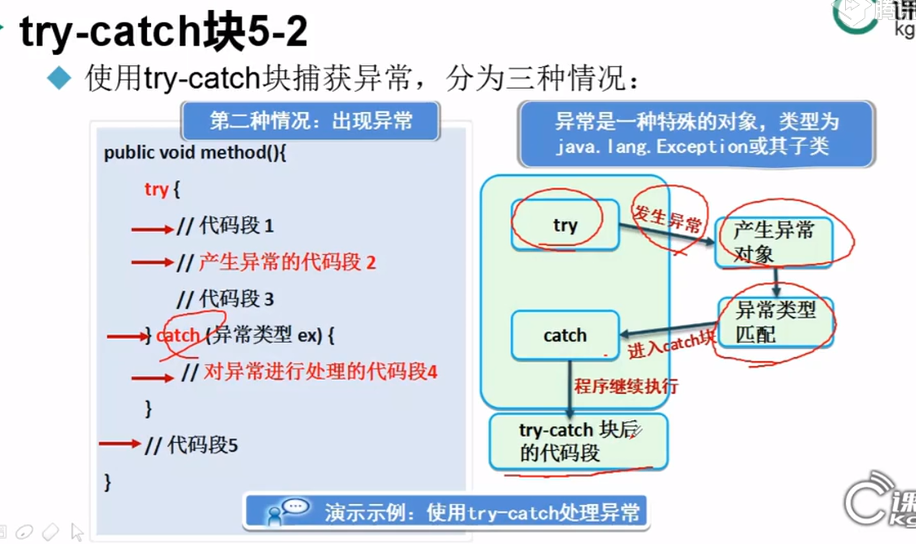 try-catch块5-2
使用try-catch块捕获异常，分为三种情况：
第二种情况：出现异常
public void method(){
try {
// 代码段 1
// 产生异常的代码段 2
// 代码段 3
} catch (异常类型 ex) {
// 对异常进行处理的代码段4
}
// 代码段5
}
异常是一种特殊的对象，类型为
java.lang.Exception或其子类
try
发生异常
产生异常
对象
异常类型
匹配
进入catch块
catch
程序继续执行
try-catch 块后
的代码段
演示示例：使用try-catch处理异常
课
kg
课
kg